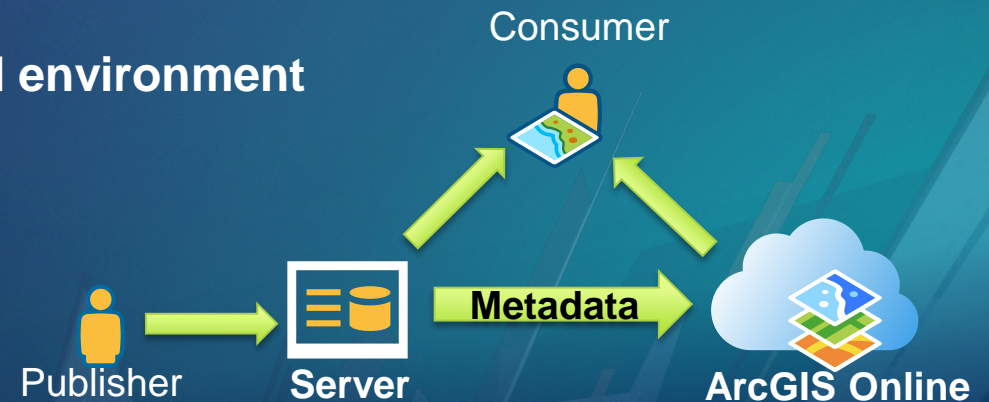 Consumer
environment
Metadata
Publisher
Server
ArcGIS Online